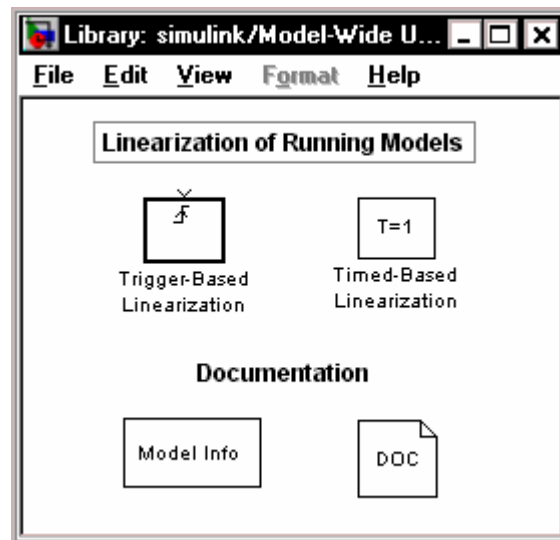 Library: simulink/Model-Wide U...
File Edit View Format Help
Linearization of Running Models
T=1
Trigger-Based Timed-Based
Linearization Linearization
Documentation
Model Info DOC